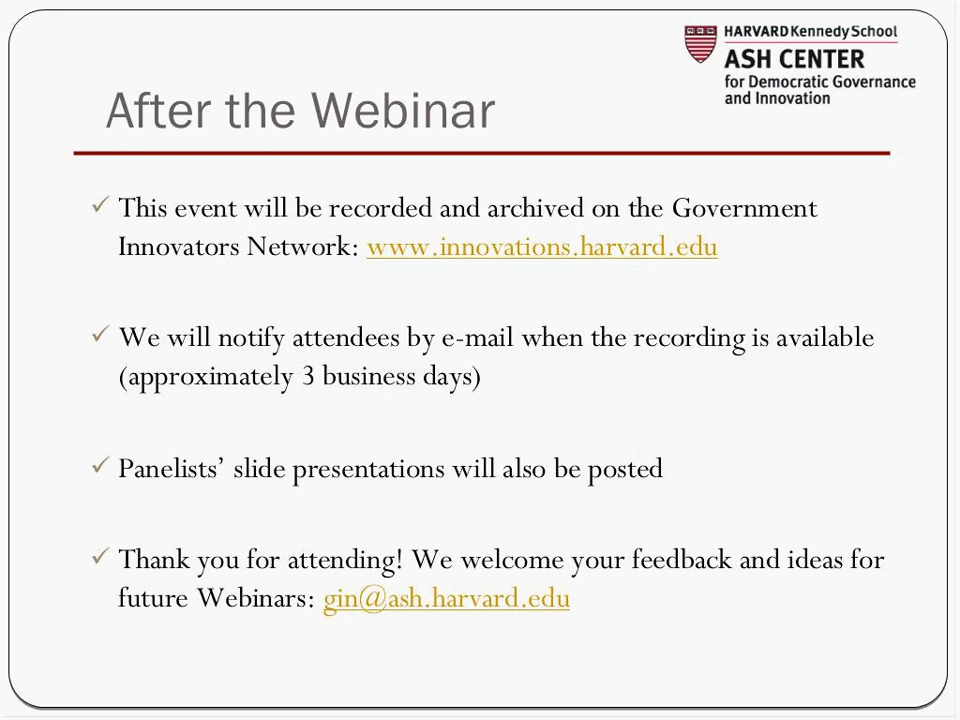 HARVARD Kennedy School
ASH CENTER
for Democratic Governance
and Innovation
After the Webinar
✓ This event will be recorded and archived on the Government
Innovators Network: www.innovations.harvard.edu
✓ We will notify attendees by e-mail when the recording is available
(approximately 3 business days)
✓ Panelists’ slide presentations will also be posted
✓ Thank you for attending! We welcome your feedback and ideas for
future Webinars: gin@ash.harvard.edu